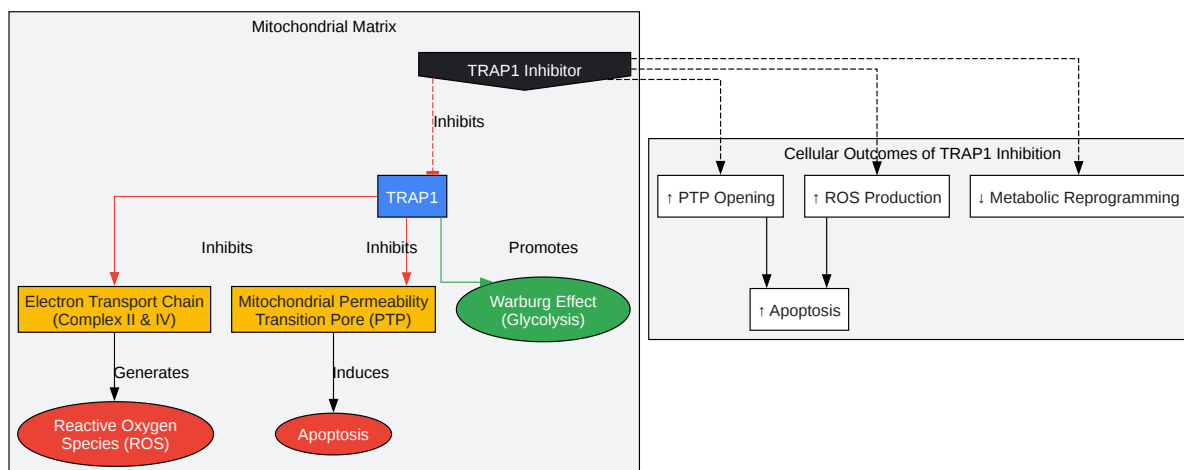 Mitochondrial Matrix
TRAP1 Inhibitor
Inhibits
TRAP1
Inhibits
Inhibits
Promotes
Electron Transport Chain
(Complex II & IV)
Mitochondrial Permeability
Transition Pore (PTP)
Warburg Effect
(Glycolysis)
Generates
Induces
Reactive Oxygen
Species (ROS)
Apoptosis
Cellular Outcomes of TRAP1 Inhibition
↑ PTP Opening
↑ ROS Production
↓ Metabolic Reprogramming
↑ Apoptosis